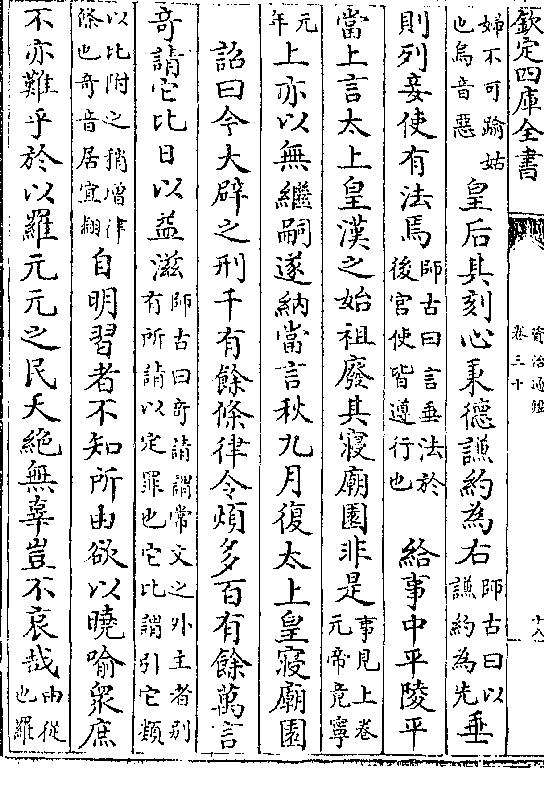 欽定四庫全書
資治通鑑
卷三十
十八
婦不可踰姑
也烏音惡
皇后其刻心秉德謙約為右
師古曰以
謙約為先
垂
則列妾使有法焉
師古曰言垂法於
後宮使皆遵行也
給事中平陵平
當上言太上皇漢之始祖廢其寢廟園非是
事見上卷
元帝竟寧
元
年
上亦以無繼嗣遂納當言秋九月復太上皇寢廟園
詔曰今大辟之刑千有餘條律令煩多百有餘萬言
奇請它比日以益滋
師古曰奇請謂常文之外主者别
有所請以定罪也它比謂引它類
以比附之稍增律
條也奇音居宜翻
自明習者不知所由欲以曉喻衆庶
不亦難乎於以羅元元之民夭絶無辜豈不哀哉
由從
也羅